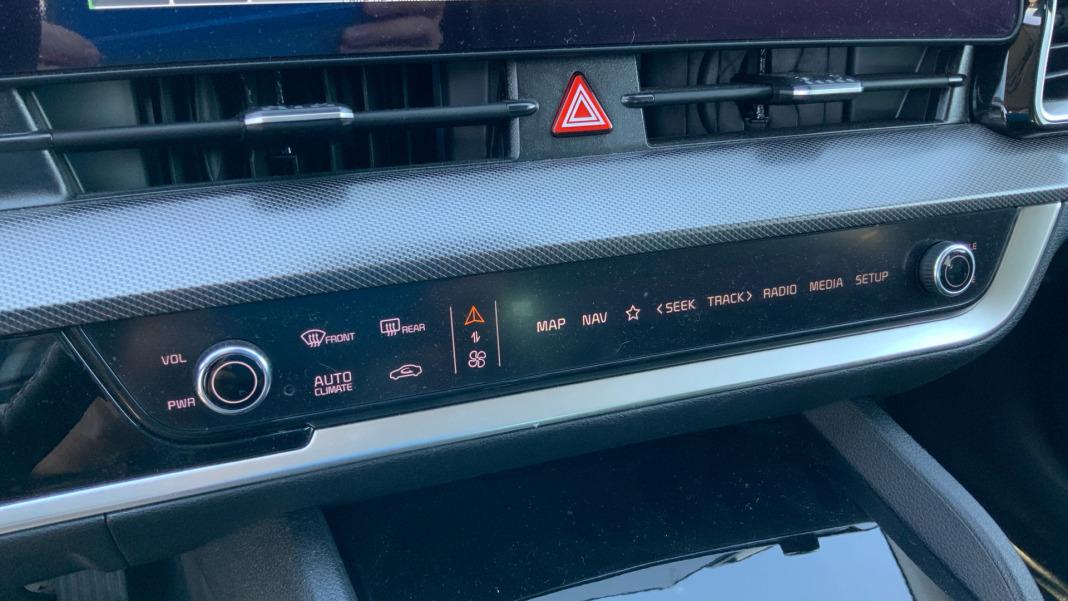 VOL
PWR
FRONT
REAR
AUTO
CLIMATE
MAP NAV < SEEK TRACK > RADIO MEDIA SETUP